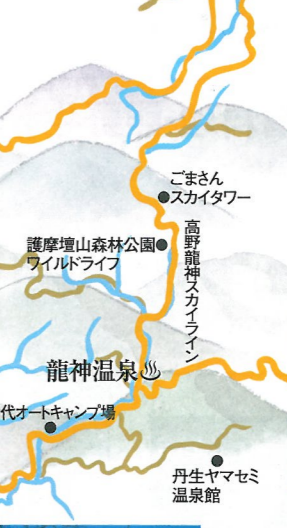 ごまさん
スカイタワー
護摩壇山森林公園
ワイルドライフ
高野龍神スカイライン
龍神温泉
代オートキャンプ場
丹生ヤマセミ
温泉館